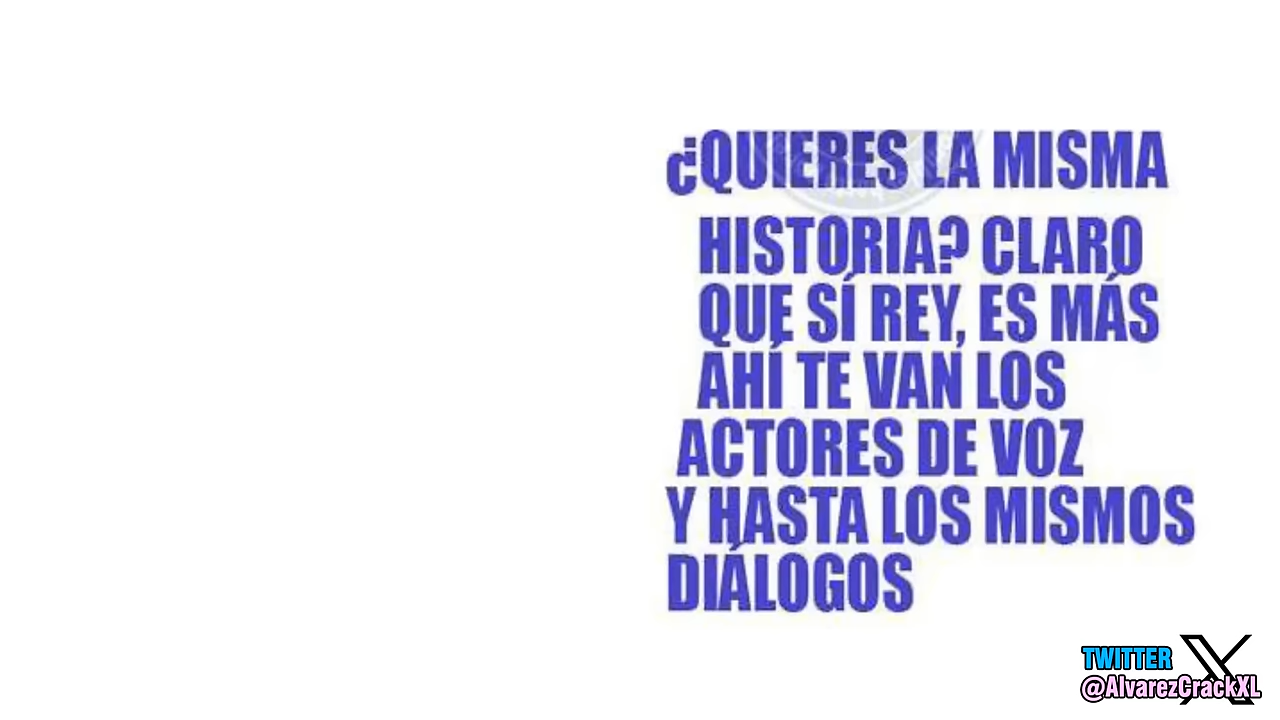 ¿QUIERES LA MISMA
HISTORIA? CLARO
QUE SÍ REY, ES MÁS
AHÍ TE VAN LOS
ACTORES DE VOZ
Y HASTA LOS MISMOS
DIÁLOGOS
TWITTER X
@AlvarezCrackXL